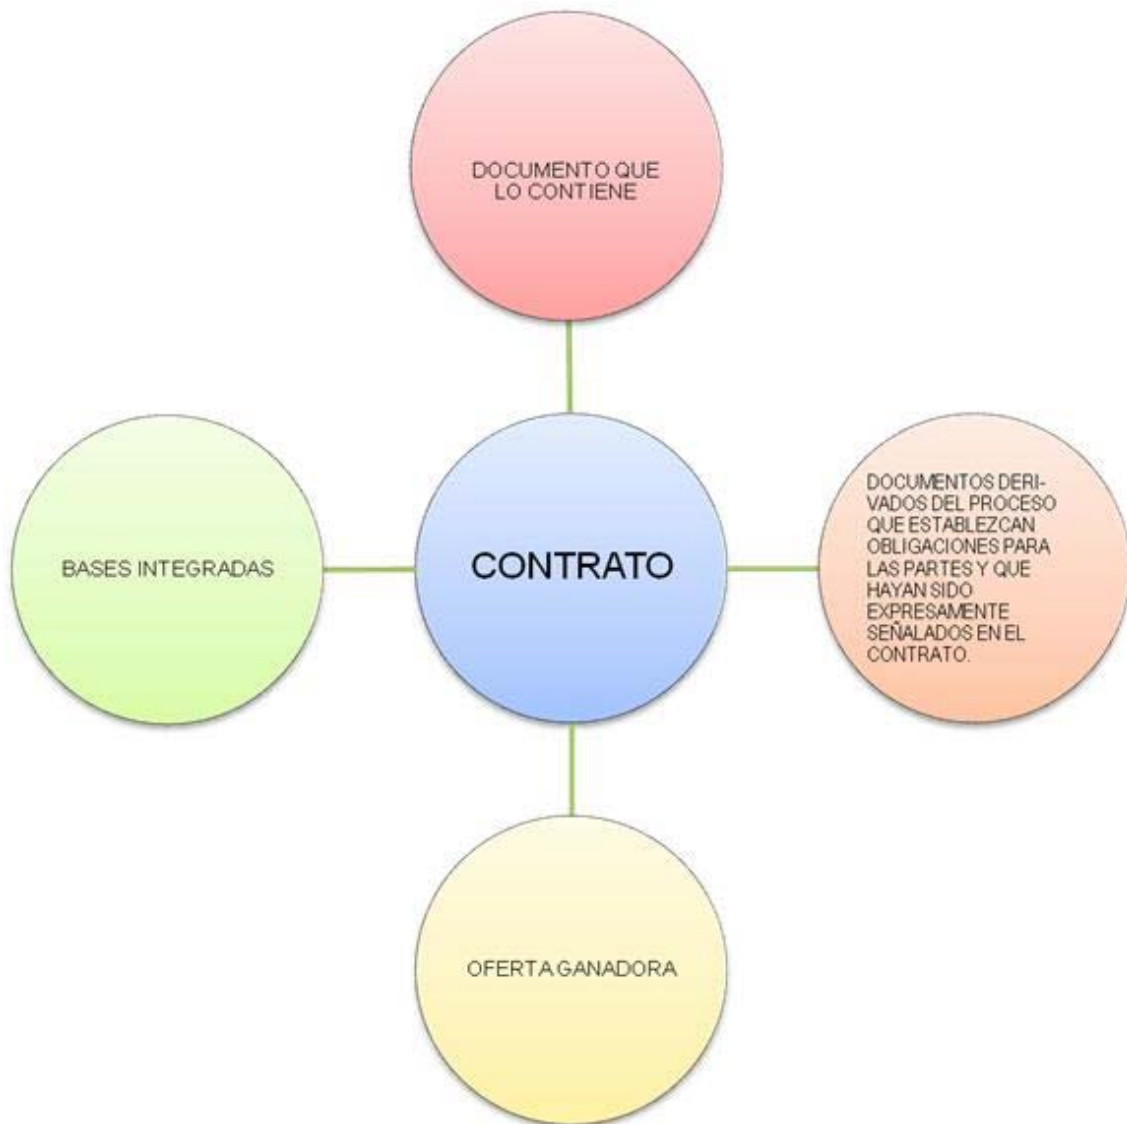 DOCUMENTO QUE
LO CONTIENE
BASES INTEGRADAS
CONTRATO
DOCUMENTOS DERI-
VADOS DEL PROCESO
QUE ESTABLEZCAN
OBLIGACIONES PARA
LAS PARTES Y QUE
HAYAN SIDO
EXPRESAMENTE
SEÑALADOS EN EL
CONTRATO.
OFERTA GANADORA